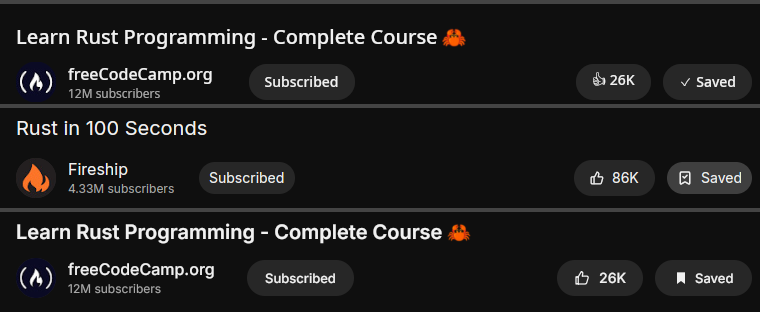 Learn Rust Programming - Complete Course 🦀
freeCodeCamp.org
12M subscribers
Subscribed
👍 26K
✓ Saved
Rust in 100 Seconds
Fireship
4.33M subscribers
Subscribed
86K
Saved
Learn Rust Programming - Complete Course 🦀
freeCodeCamp.org
12M subscribers
Subscribed
26K
Saved